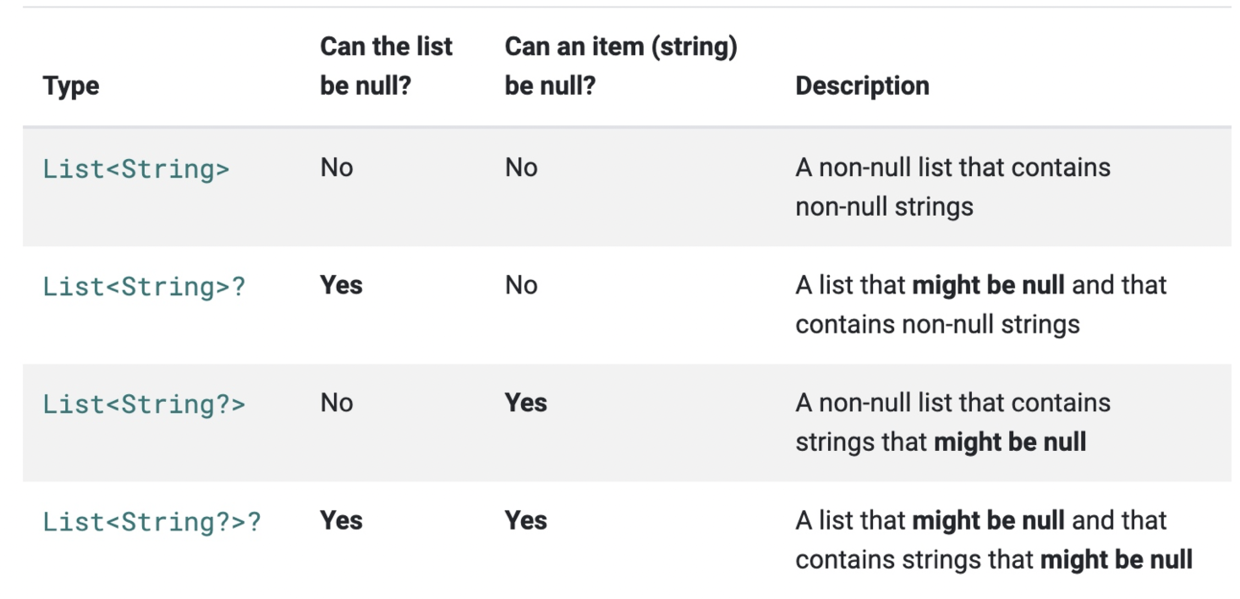 Type
Can the list
be null?
Can an item (string)
be null?
Description
List<String>
No
No
A non-null list that contains
non-null strings
List<String>?
Yes
No
A list that might be null and that
contains non-null strings
List<String?>
No
Yes
A non-null list that contains
strings that might be null
List<String?>?
Yes
Yes
A list that might be null and that
contains strings that might be null